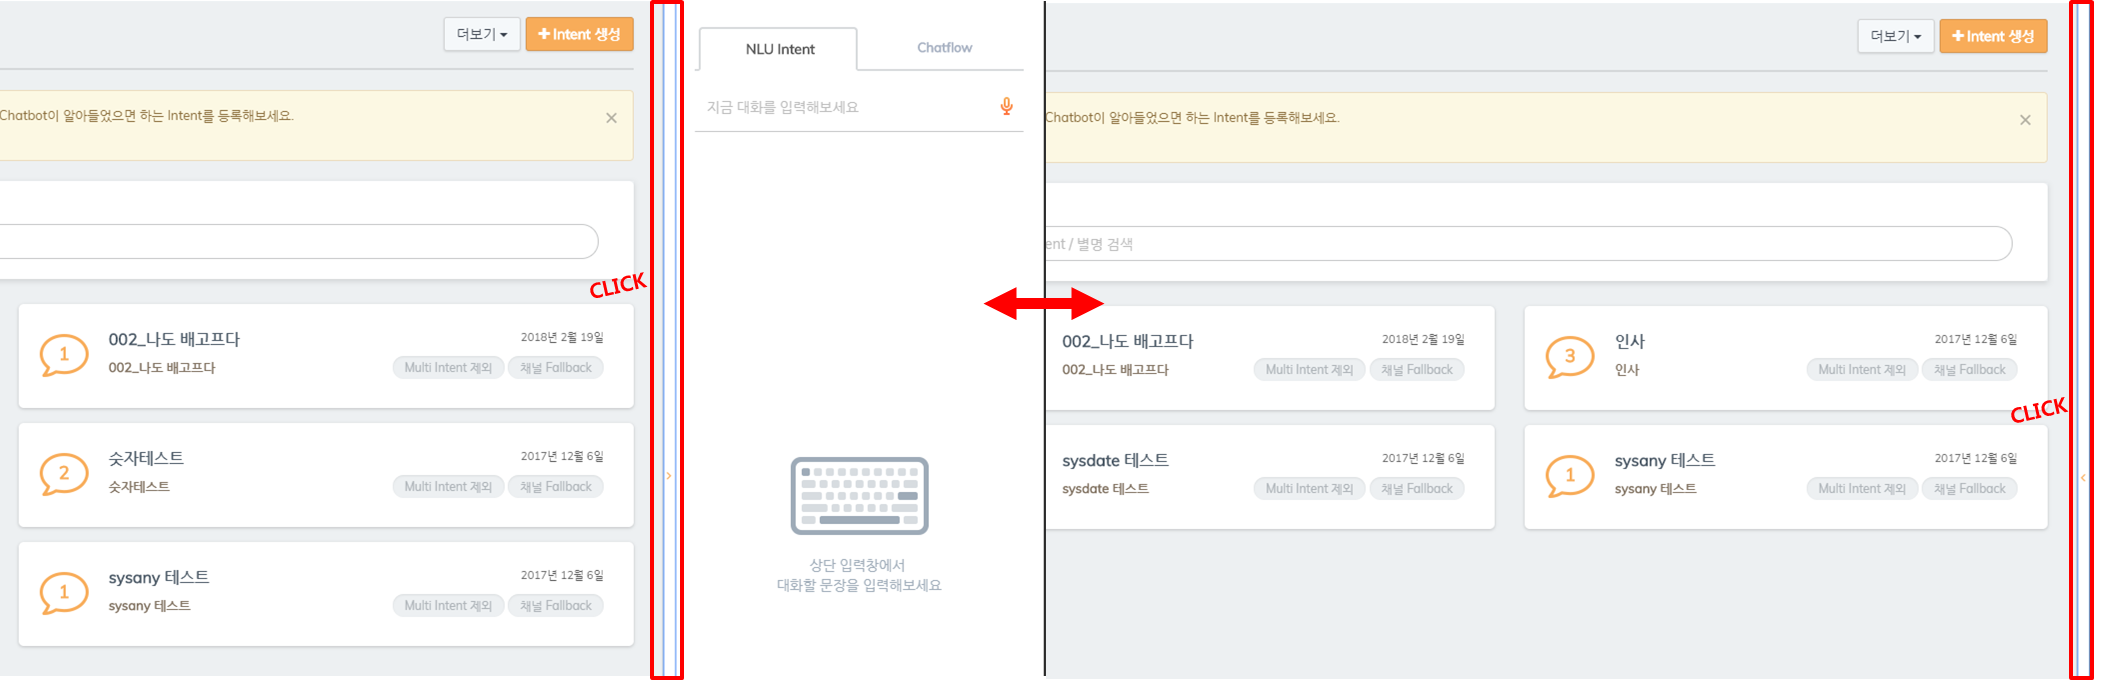 더보기
Intent 생성
Chatbot이 알아들었으면 하는 Intent를 등록해보세요.
CLICK
1
002_나도 배고프다
2018년 2월 19일
002_나도 배고프다
Multi Intent 제외
채널 Fallback
2
숫자테스트
2017년 12월 6일
숫자테스트
Multi Intent 제외
채널 Fallback
1
sysany 테스트
2017년 12월 6일
sysany 테스트
Multi Intent 제외
채널 Fallback
NLU Intent
Chatflow
지금 대화를 입력해보세요
상단 입력창에서
대화할 문장을 입력해보세요
더보기
Intent 생성
Chatbot이 알아들었으면 하는 Intent를 등록해보세요.
ent / 별명 검색
002_나도 배고프다
2018년 2월 19일
002_나도 배고프다
Multi Intent 제외
채널 Fallback
3
인사
2017년 12월 6일
인사
Multi Intent 제외
채널 Fallback
CLICK
sysdate 테스트
2017년 12월 6일
sysdate 테스트
Multi Intent 제외
채널 Fallback
1
sysany 테스트
2017년 12월 6일
sysany 테스트
Multi Intent 제외
채널 Fallback